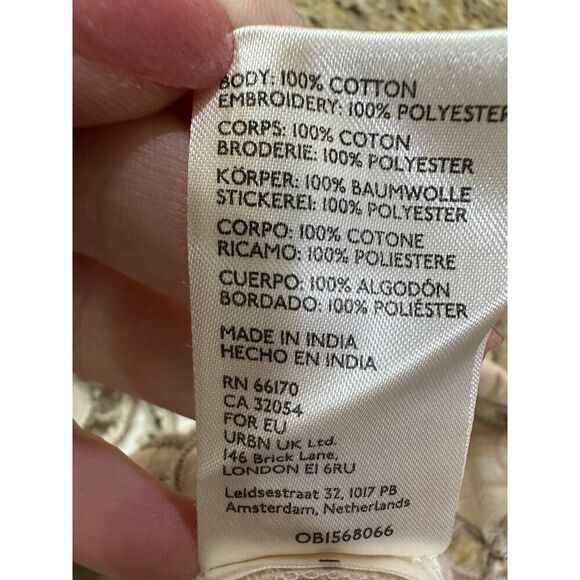 BODY: 100% COTTON
EMBROIDERY: 100% POLYESTER
CORPS: 100% COTON
BRODERIE: 100% POLYESTER
KÖRPER: 100% BAUMWOLLE
STICKEREI: 100% POLYESTER
CORPO: 100% COTONE
RICAMO: 100% POLIESTERE
CUERPO: 100% ALGODÓN
BORDADO: 100% POLIÉSTER
MADE IN INDIA
HECHO EN INDIA
RN 66170
CA 32054
FOR EU
URBN UK Ltd.
146 Brick Lane,
LONDON E1 6RU
Leidsestraat 32, 1017 PB
Amsterdam, Netherlands
OB1568066